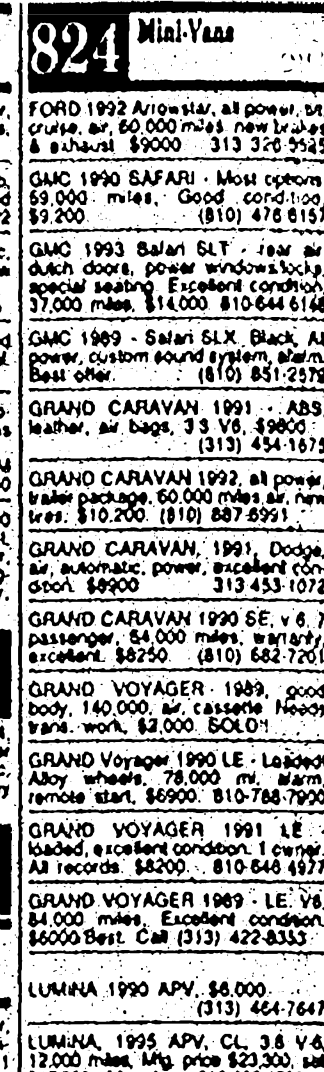 824 Mini-Vans
FORD 1992 Aerostar, all power, tilt,
cruise, air, 60,000 miles, new brakes
& exhaust $9000 313 326-5525
GMC 1990 SAFARI - Most options
69,000 miles, Good condition,
$9,200. (810) 476-6157
GMC 1993 Safari SLT - rear air
dutch doors, power windows/locks,
special seating. Excellent condition,
37,000 miles, $14,000. 810-644-6148
GMC 1989 - Safari SLX. Black, All
power, custom sound system, alarm.
Best offer. (810) 851-2579
GRAND CARAVAN 1991 - ABS,
leather, air bags, 3.3 V6, $9800
(313) 454-1675
GRAND CARAVAN 1992, all power,
trailer package, 60,000 miles, air, new
tires, $10,200. (810) 887-6991
GRAND CARAVAN, 1991, Dodge,
air, automatic, power, excellent con-
dition. $8900 313-453-1072
GRAND CARAVAN 1990 SE, v 6, 7
passenger, 54,000 miles, warranty,
excellent. $8250. (810) 682-7201
GRAND VOYAGER - 1989, good
body, 140,000, air, cassette. Needs
trans. work, $2,000. SOLD!!
GRAND Voyager 1990 LE - Loaded!
Alloy wheels, 78,000 mi, alarm
remote start, $6900. 810-788-7900
GRAND VOYAGER 1991 LE -
loaded, excellent condition. 1 owner.
All records. $8200. 810-646-4977
GRAND VOYAGER 1989 - LE. V6,
84,000 miles, Excellent condition.
$6000/Best. Call (313) 422-8353
LUMINA 1990 APV, $6,000.
(313) 464-7647
LUMINA, 1995 APV, CL, 3.8 V-6,
12,000 miles, Mfg. price $23,300, sell